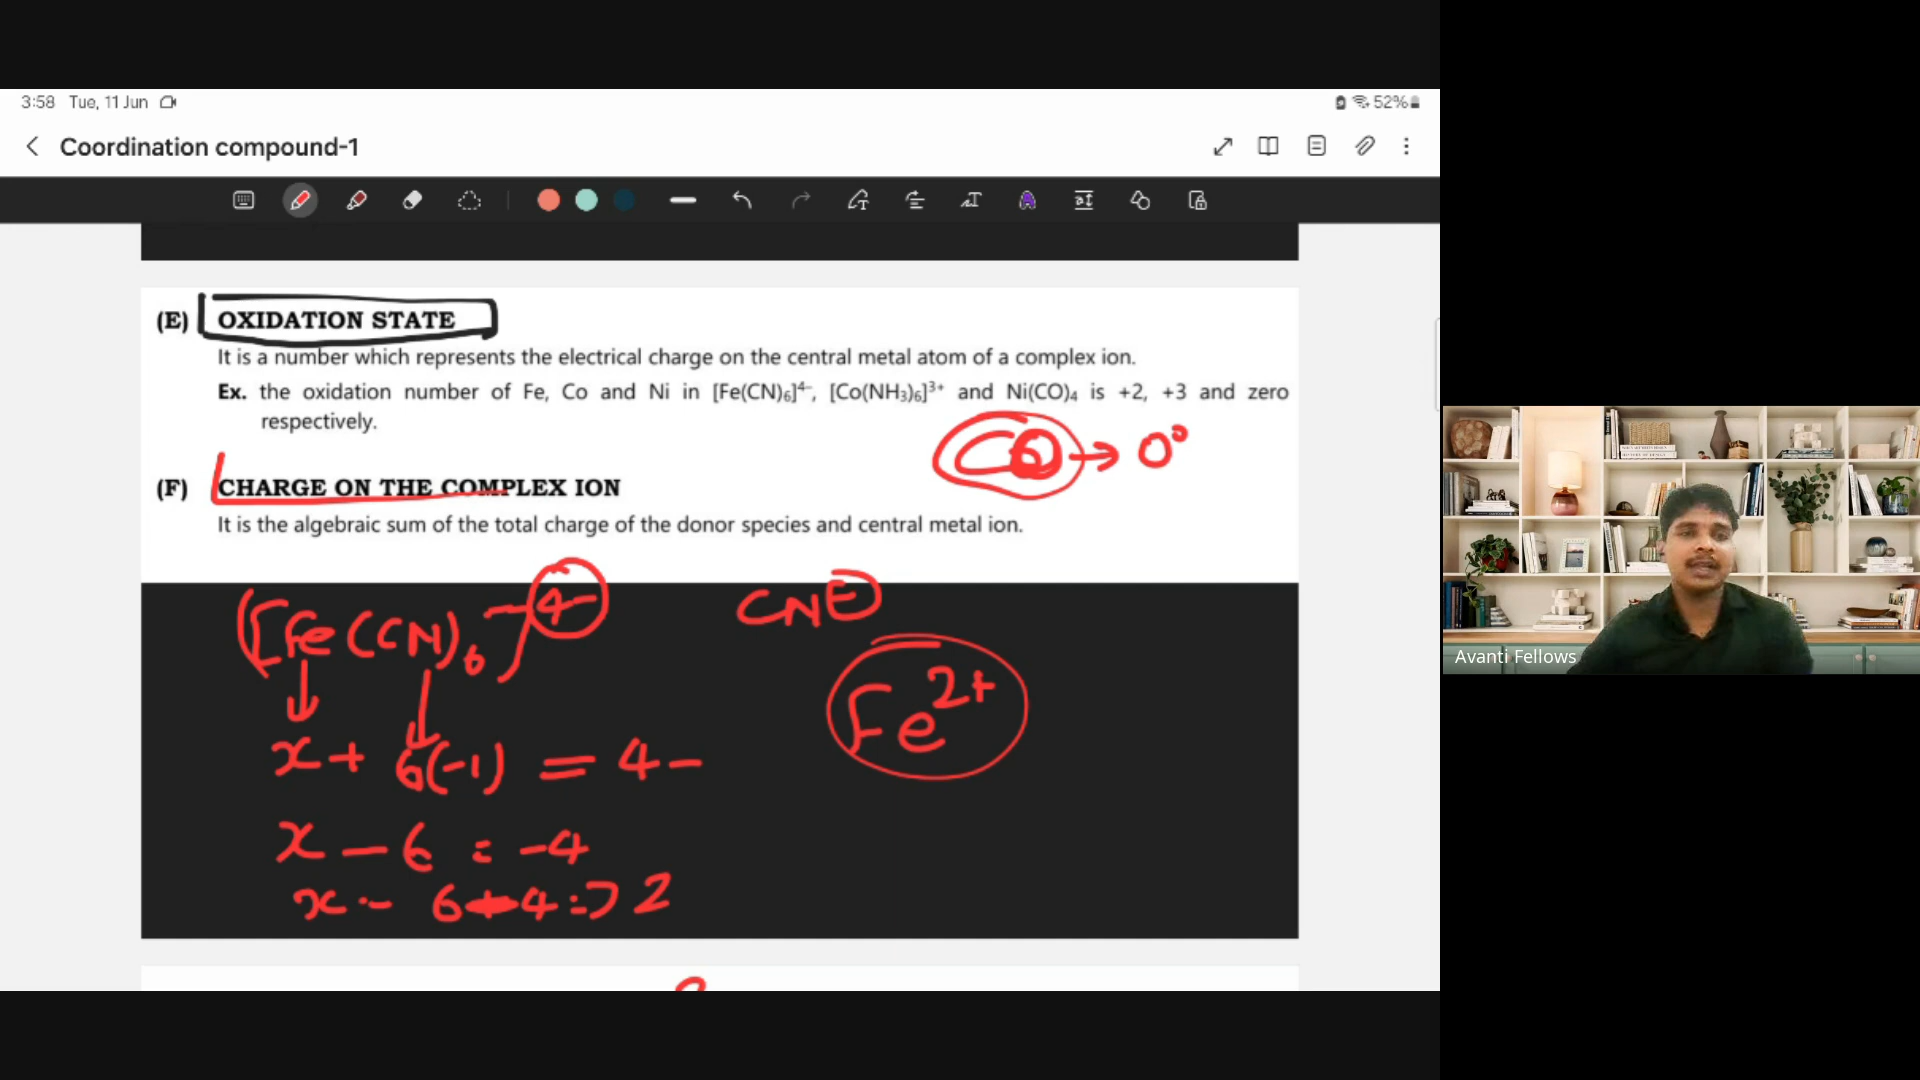 3:58 Tue, 11 Jun 52%
Coordination compound-1
(E) OXIDATION STATE
It is a number which represents the electrical charge on the central metal atom of a complex ion.
Ex. the oxidation number of Fe, Co and Ni in [Fe(CN)₆]⁴⁻, [Co(NH₃)₆]³⁺ and Ni(CO)₄ is +2, +3 and zero
respectively.
→ 0°
(F) CHARGE ON THE COMPLEX ION
It is the algebraic sum of the total charge of the donor species and central metal ion.
[Fe(CN)₆]⁴⁻ CN⊖
Fe²⁺
x + 6(-1) = 4-
x - 6 = -4
x - 6+4 => 2
Avanti Fellows